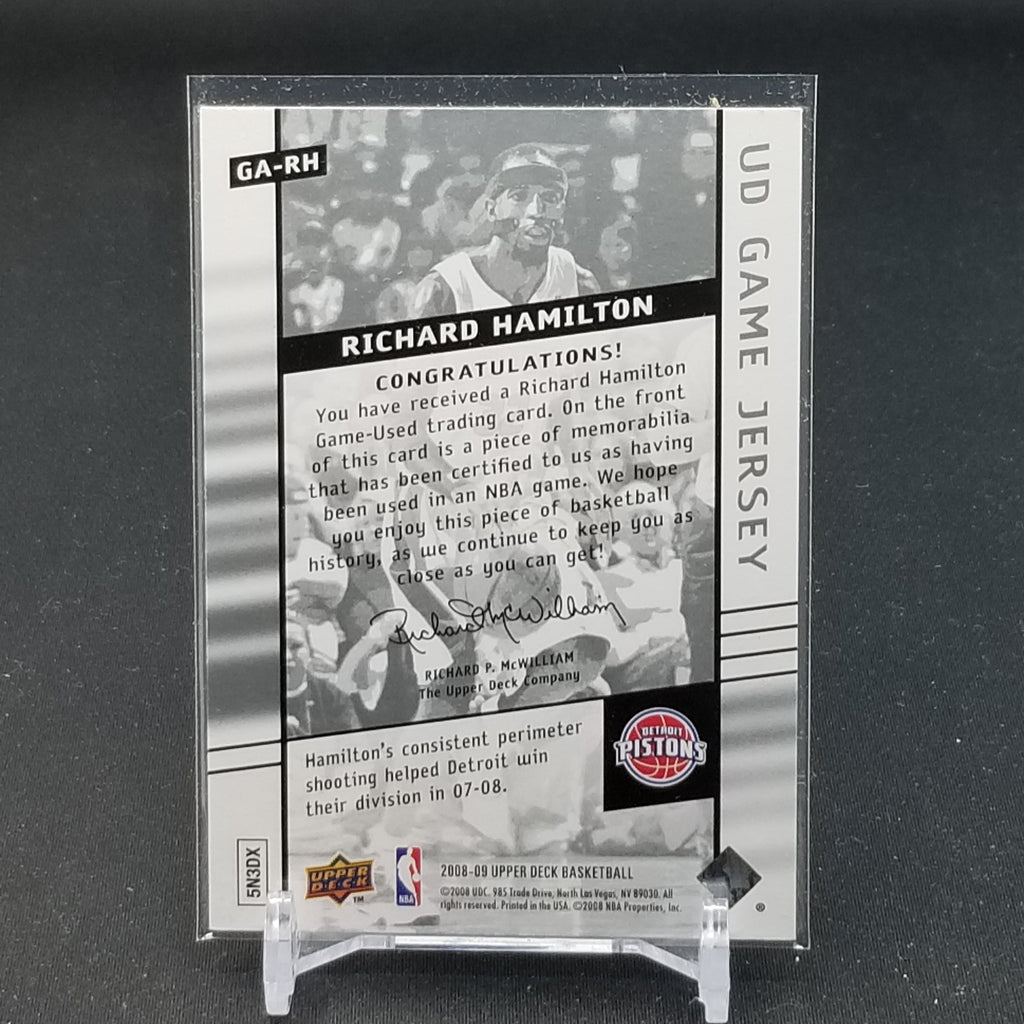 GA-RH
UD GAME JERSEY
RICHARD HAMILTON
CONGRATULATIONS!
You have received a Richard Hamilton
Game-Used trading card. On the front
of this card is a piece of memorabilia
that has been certified to us as having
been used in an NBA game. We hope
you enjoy this piece of basketball
history, as we continue to keep you as
close as you can get!
Richard P. McWilliam
RICHARD P. McWILLIAM
The Upper Deck Company
Hamilton's consistent perimeter
shooting helped Detroit win
their division in 07-08.
DETROIT
PISTONS
5N3DX
UPPER
DECK
TM
NBA
2008-09 UPPER DECK BASKETBALL
©2008 UDC. 985 Trade Drive, North Las Vegas, NV 89030. All
rights reserved. Printed in the USA. ©2008 NBA Properties, Inc.
®